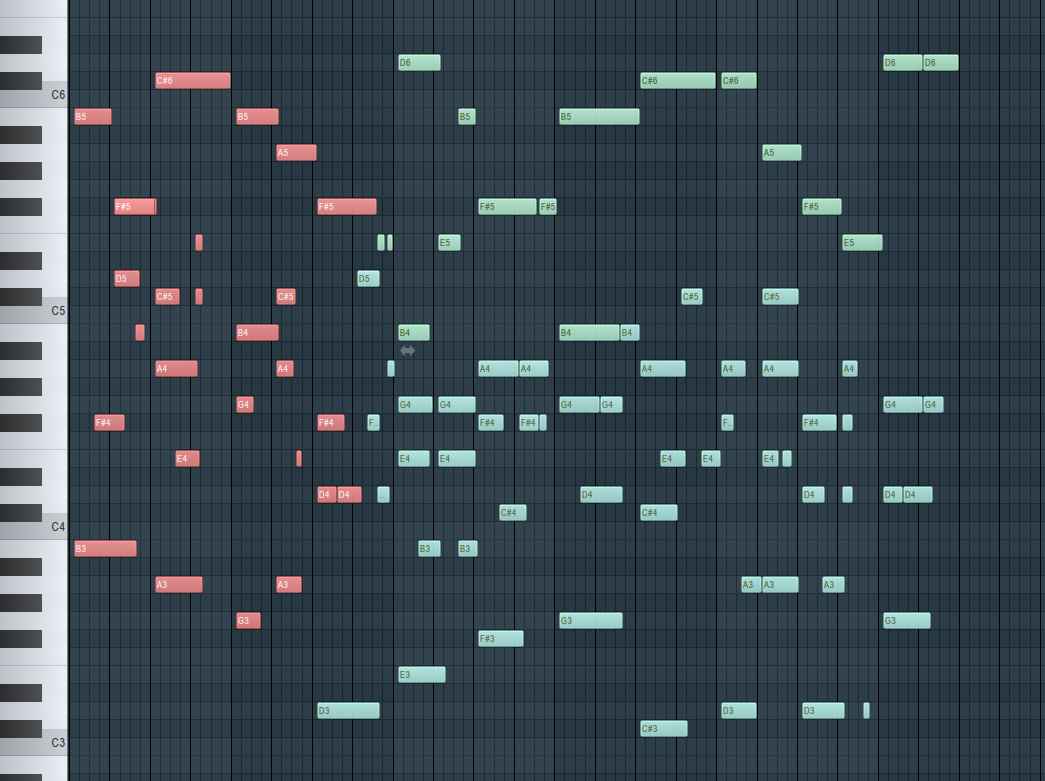 D6 D6 D6
C#6 C#6 C#6
C6
B5 B5 B5 B5
A5 A5
F#5 F#5 F#5 F#5 F#5
E5 E5
D5 D5
C#5 C#5 C#5 C#5
C5
B4 B4 B4 B4
A4 A4 A4 A4 A4 A4 A4 A4
G4 G4 G4 G4 G4 G4 G4
F#4 F#4 F.. F#4 F#4 F.. F#4
E4 E4 E4 E4 E4 E4
D4 D4 .. D4 D4 D4 D4
C#4 C#4
C4
B3 B3 B3
A3 A3 A3 A3 A3
G3 G3 G3
F#3
E3
D3 D3 D3
C#3
C3